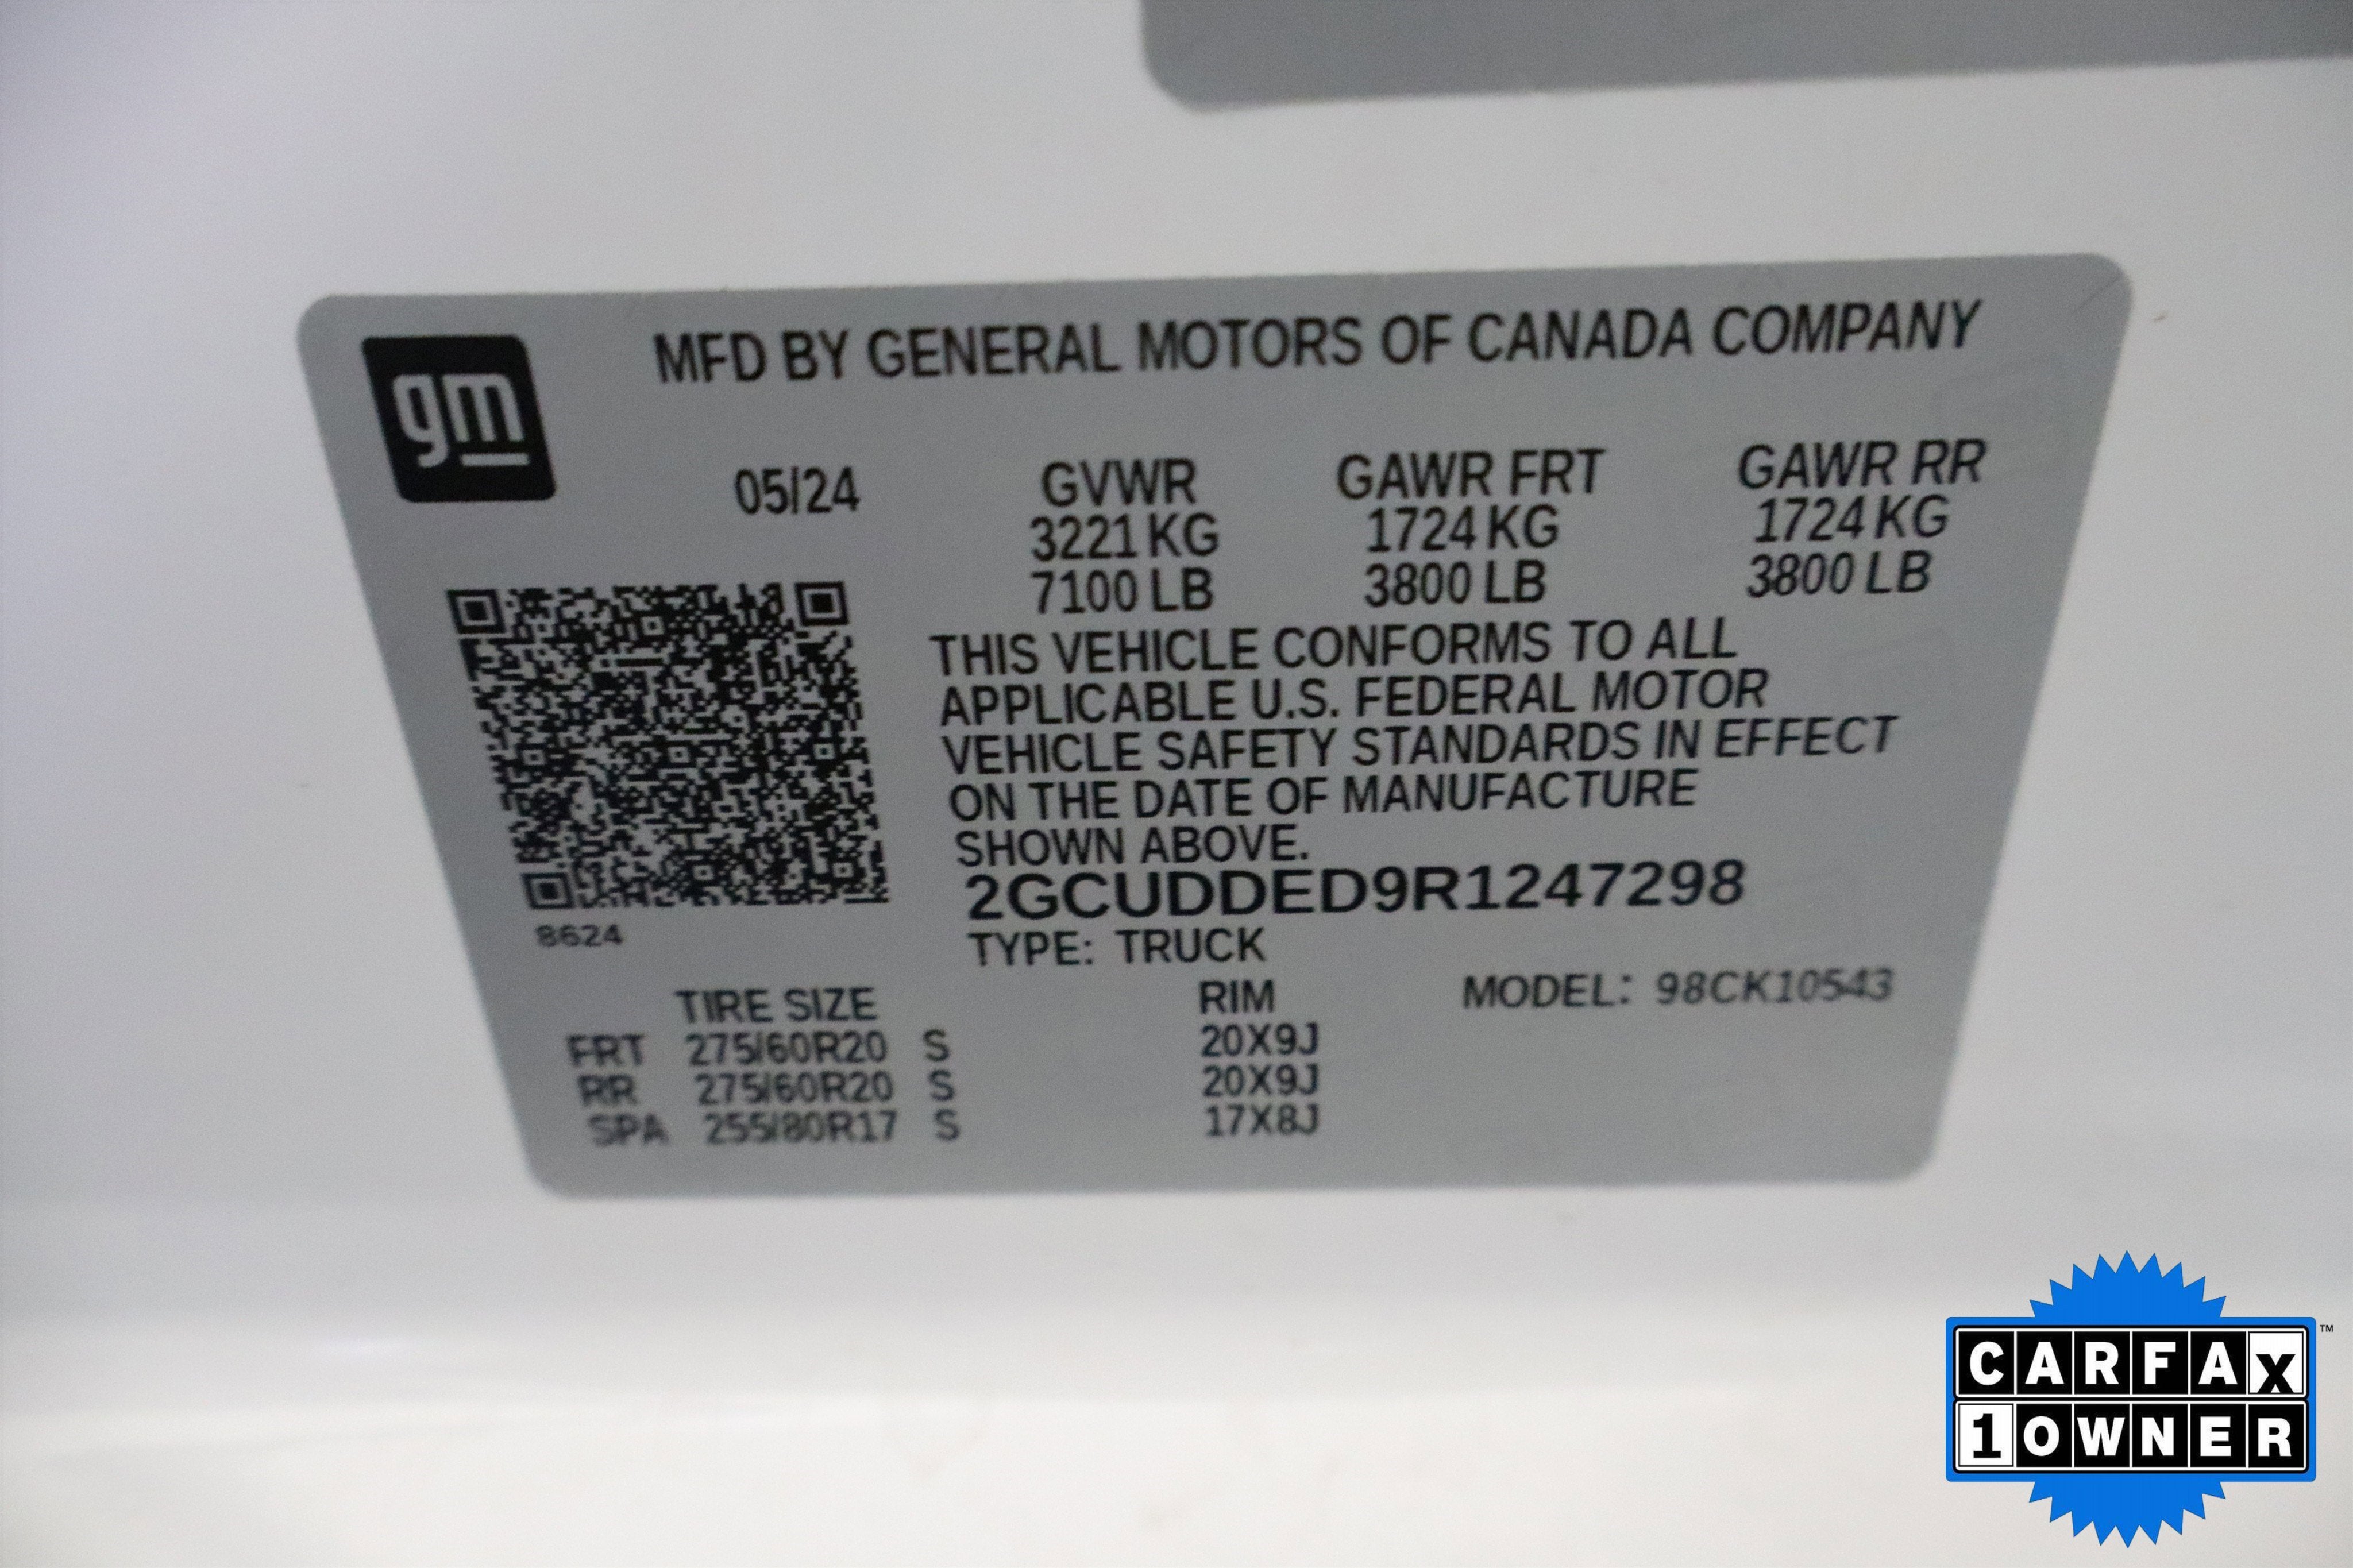 gm
MFD BY GENERAL MOTORS OF CANADA COMPANY
05/24 GVWR GAWR FRT GAWR RR
3221 KG 1724 KG 1724 KG
7100 LB 3800 LB 3800 LB
THIS VEHICLE CONFORMS TO ALL
APPLICABLE U.S. FEDERAL MOTOR
VEHICLE SAFETY STANDARDS IN EFFECT
ON THE DATE OF MANUFACTURE
SHOWN ABOVE.
2GCUDDED9R1247298
8624
TYPE: TRUCK
TIRE SIZE RIM MODEL: 98CK10543
FRT 275/60R20 S 20X9J
RR 275/60R20 S 20X9J
SPA 255/80R17 S 17X8J
CARFAX TM
1 OWNER